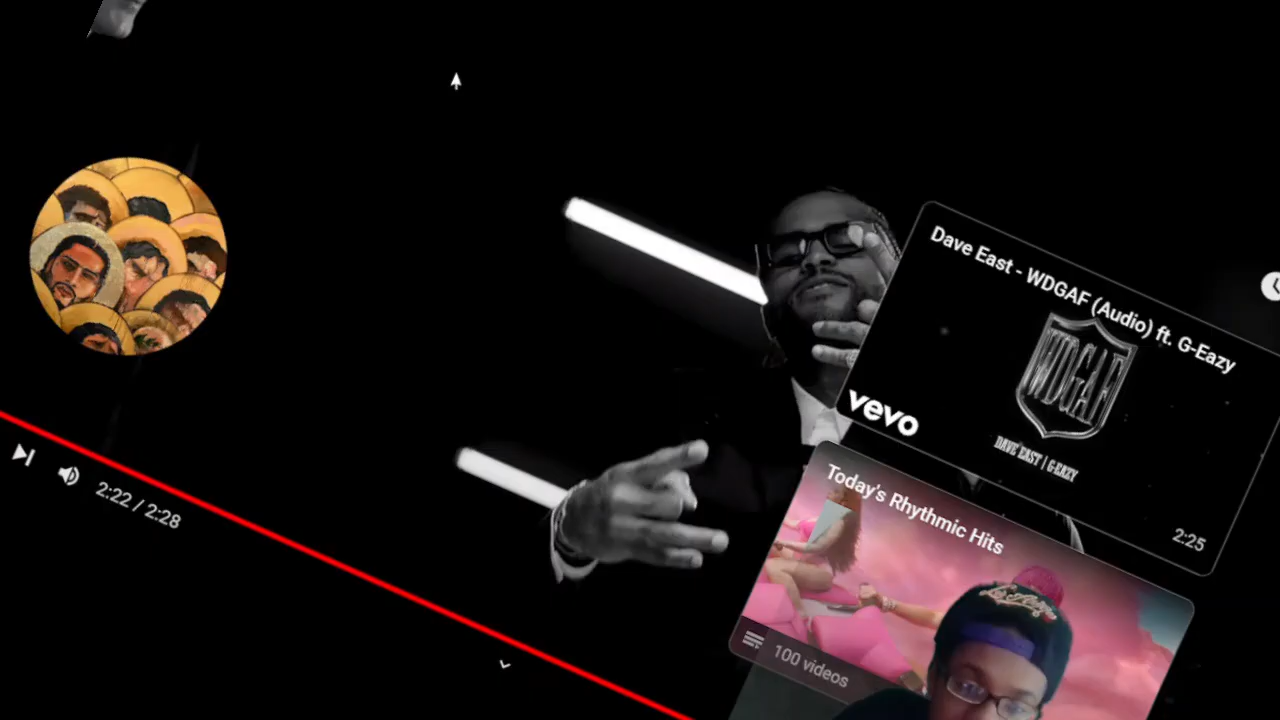 Dave East - WDGAF (Audio) ft. G-Eazy
WDGAF
DAVE EAST | G-EAZY
vevo
2:25
Today's Rhythmic Hits
100 videos
2:22 / 2:28